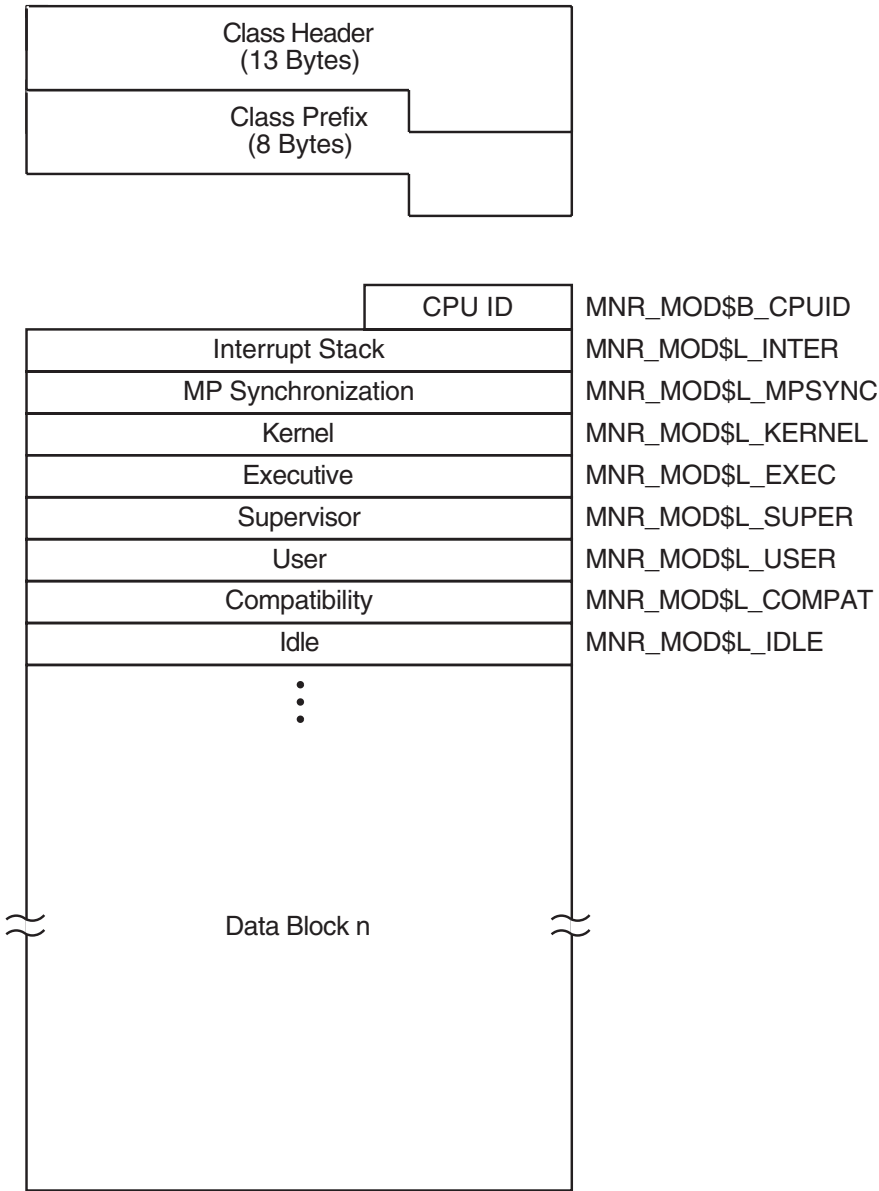 Class Header
(13 Bytes)
Class Prefix
(8 Bytes)
CPU ID MNR_MOD$B_CPUID
Interrupt Stack MNR_MOD$L_INTER
MP Synchronization MNR_MOD$L_MPSYNC
Kernel MNR_MOD$L_KERNEL
Executive MNR_MOD$L_EXEC
Supervisor MNR_MOD$L_SUPER
User MNR_MOD$L_USER
Compatibility MNR_MOD$L_COMPAT
Idle MNR_MOD$L_IDLE
Data Block n